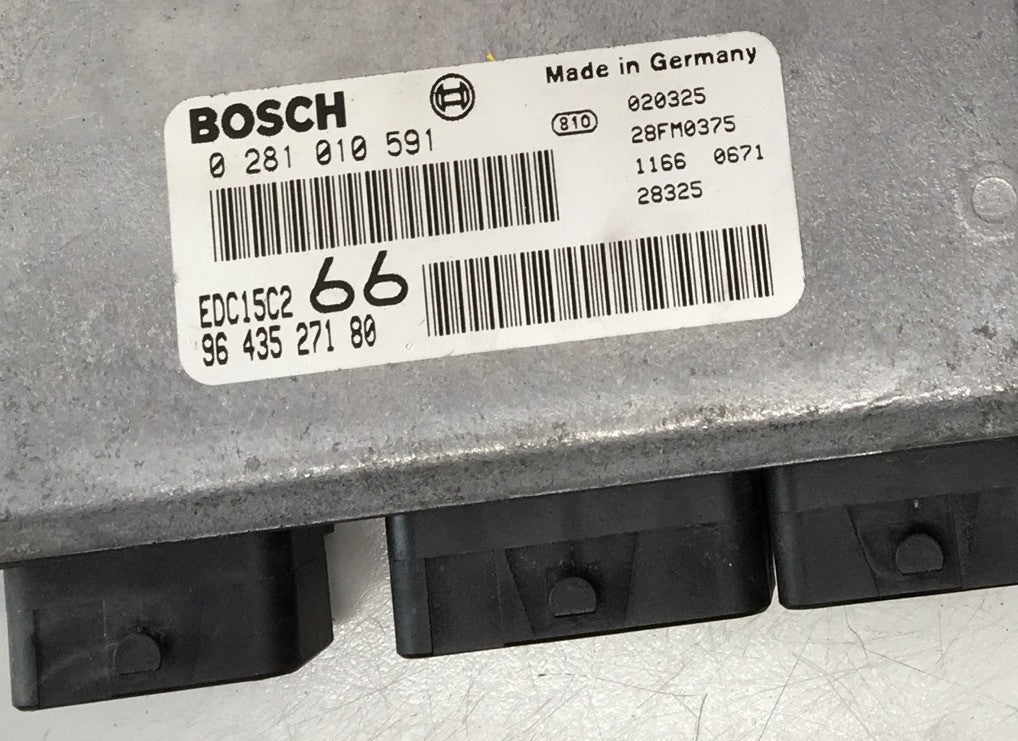 BOSCH
0 281 010 591
EDC15C2 66
96 435 271 80
Made in Germany
810
020325
28FM0375
1166 0671
28325